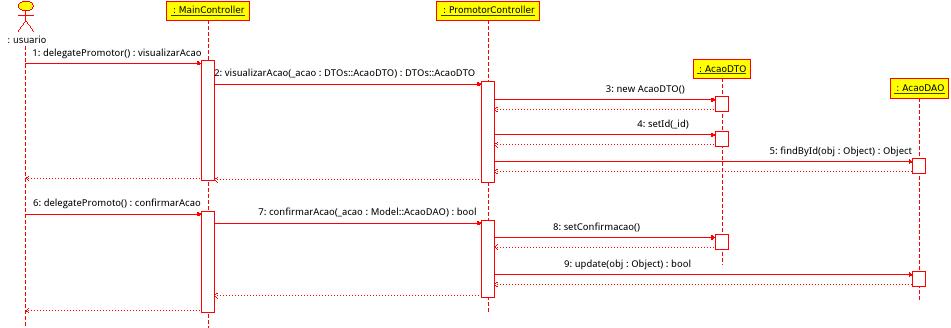 : MainController
: PromotorController
: usuario
1: delegatePromotor() : visualizarAcao
2: visualizarAcao(_acao : DTOs::AcaoDTO) : DTOs::AcaoDTO
: AcaoDTO
: AcaoDAO
3: new AcaoDTO()
4: setId(_id)
5: findById(obj : Object) : Object
6: delegatePromoto() : confirmarAcao
7: confirmarAcao(_acao : Model::AcaoDAO) : bool
8: setConfirmacao()
9: update(obj : Object) : bool